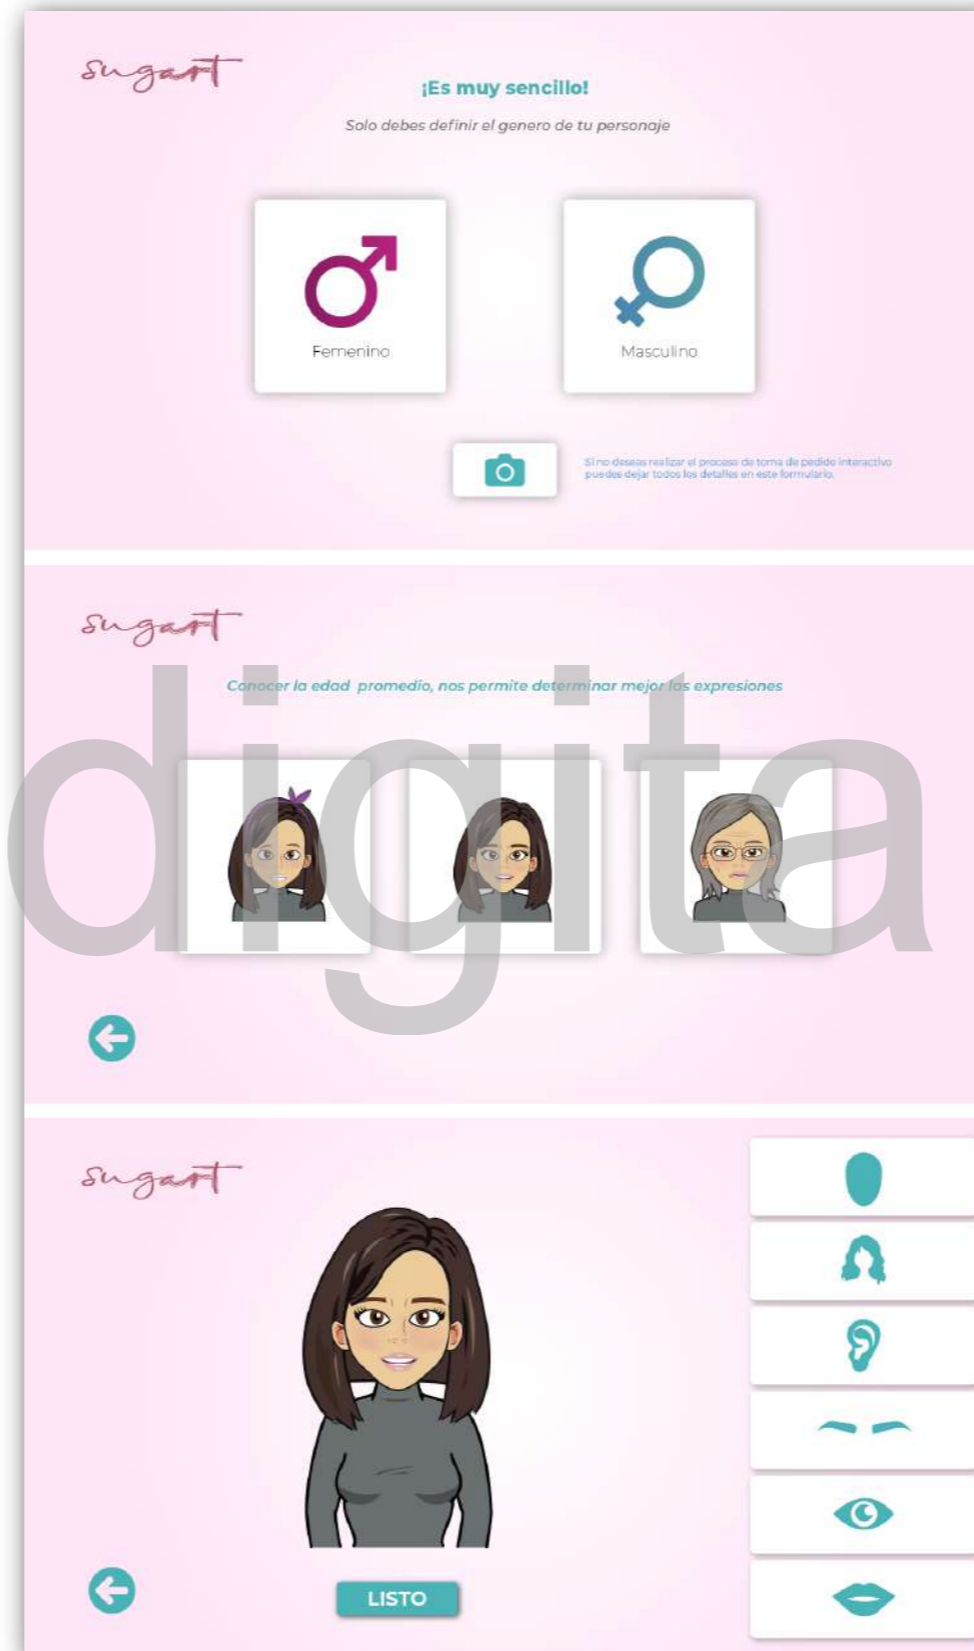 sugart
¡Es muy sencillo!
Solo debes definir el genero de tu personaje
Femenino
Masculino
Si no deseas realizar el proceso de toma de pedido interactivo
puedes dejar todos los detalles en este formulario.
sugart
Conocer la edad promedio, nos permite determinar mejor las expresiones
digita
sugart
LISTO